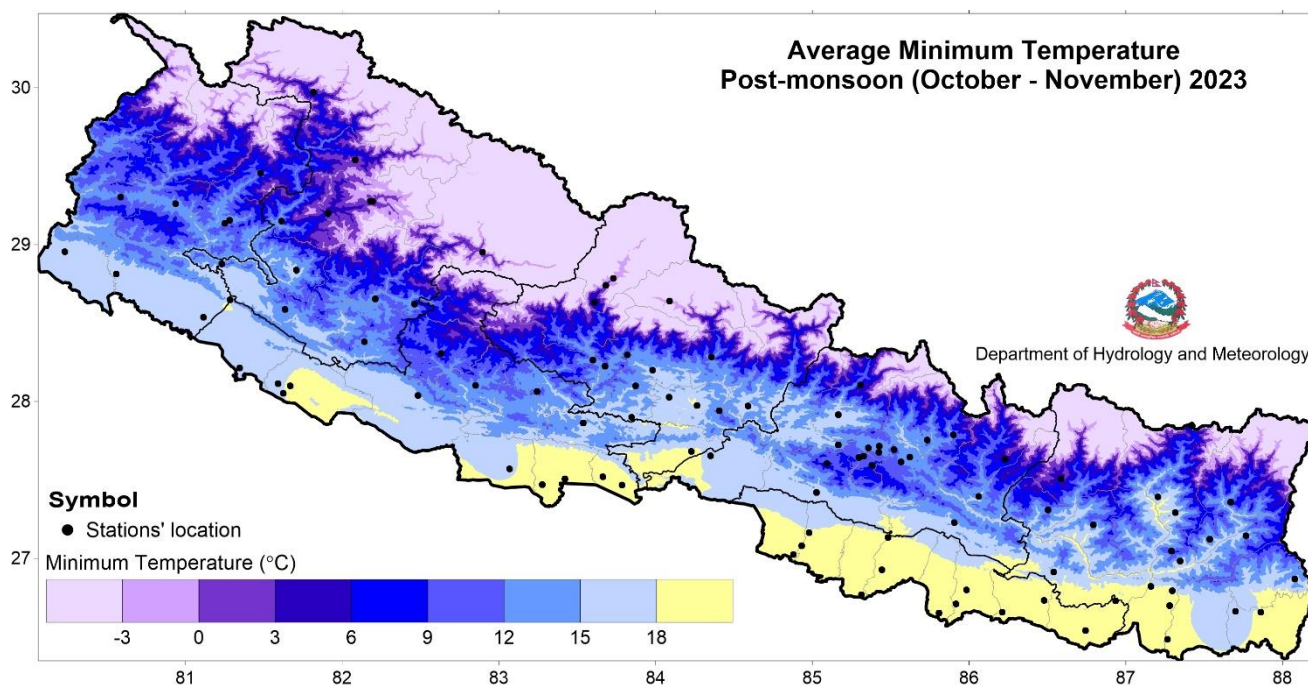 Average Minimum Temperature
Post-monsoon (October - November) 2023
30
29
28
27
Department of Hydrology and Meteorology
Symbol
Stations' location
Minimum Temperature (°C)
-3 0 3 6 9 12 15 18
81 82 83 84 85 86 87 88